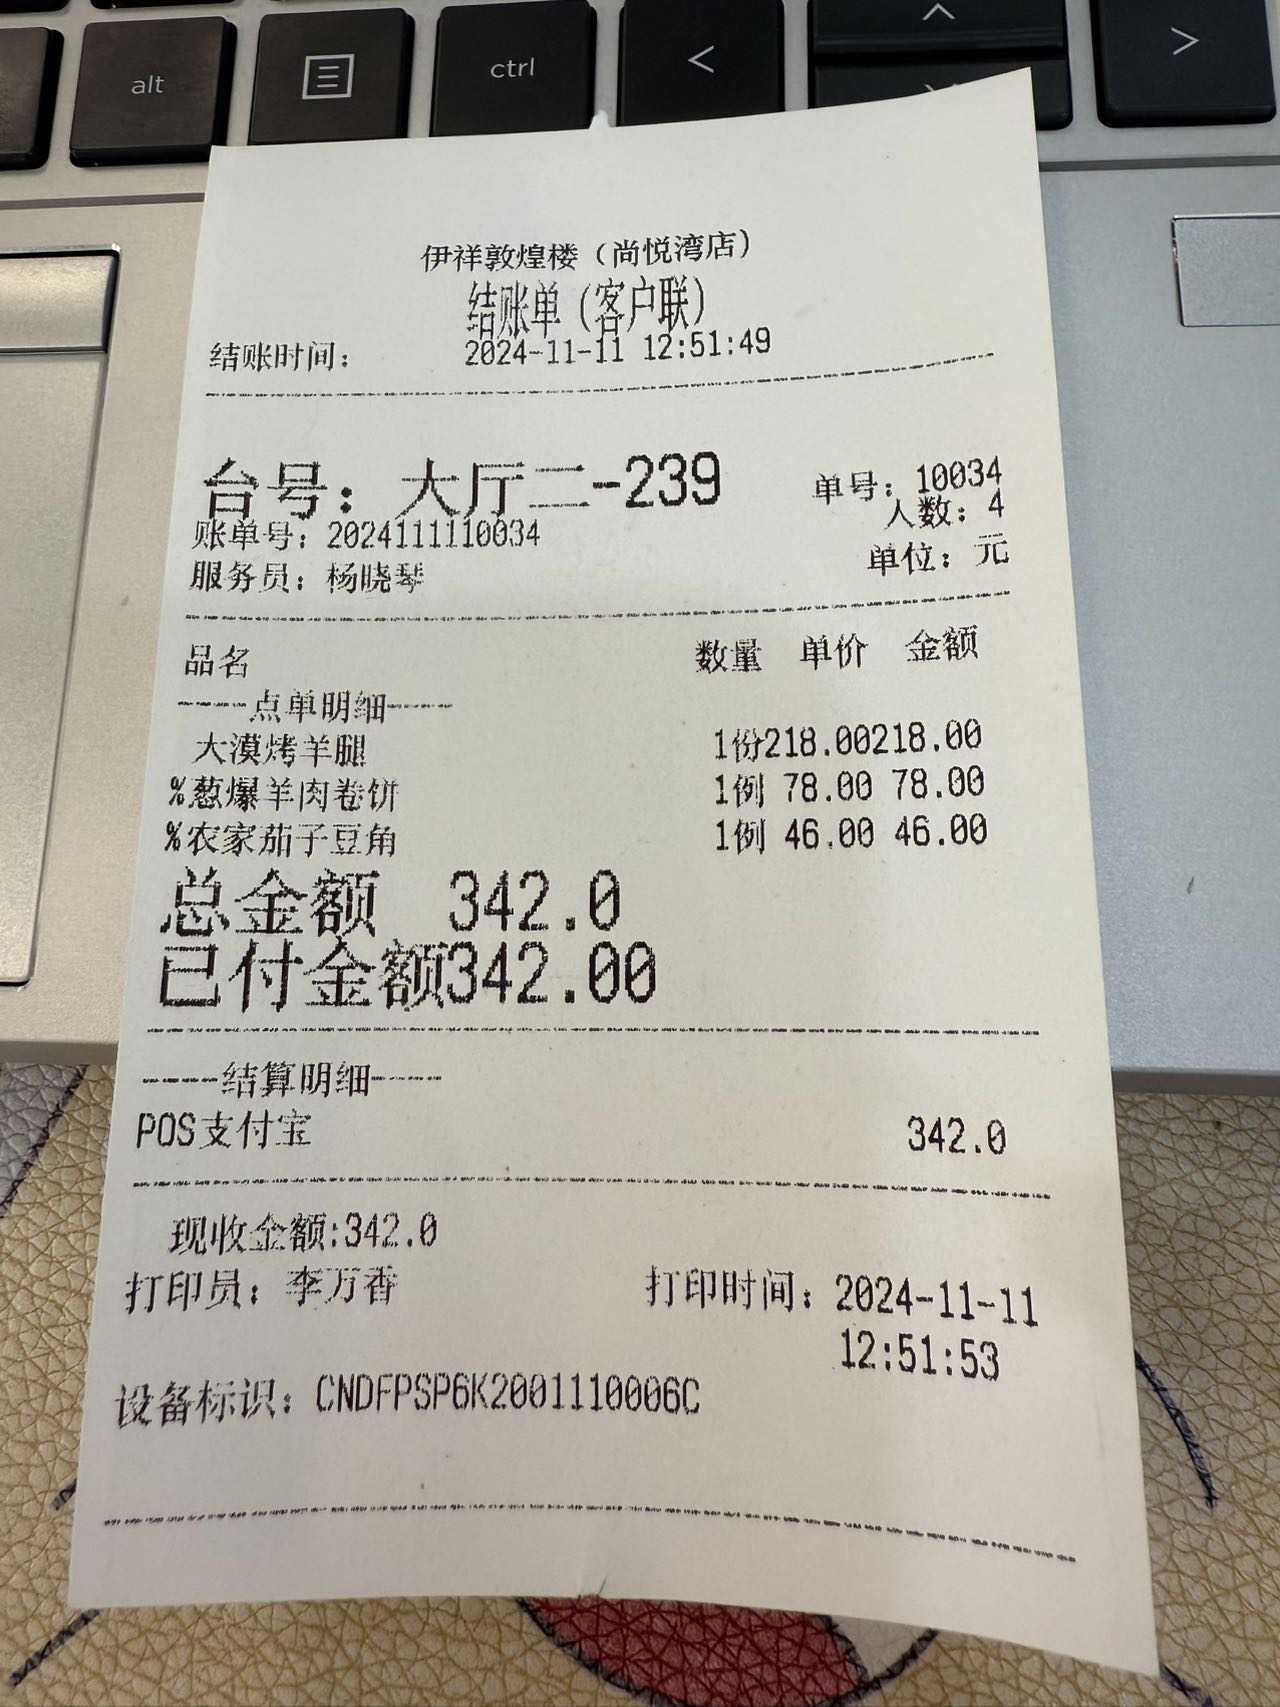 alt
ctrl
伊祥敦煌楼（尚悦湾店）
结账单（客户联）
结账时间： 2024-11-11 12:51:49
台号：大厅二-239 单号：10034
人数：4
账单号：2024111110034
服务员：杨晓琴 单位：元
品名 数量 单价 金额
-----点单明细-----
大漠烤羊腿 1份218.00218.00
%葱爆羊肉卷饼 1例 78.00 78.00
%农家茄子豆角 1例 46.00 46.00
总金额 342.0
已付金额342.00
-----结算明细-----
POS支付宝 342.0
现收金额:342.0
打印员：李万香 打印时间：2024-11-11
12:51:53
设备标识：CNDFPSP6K2001110006C